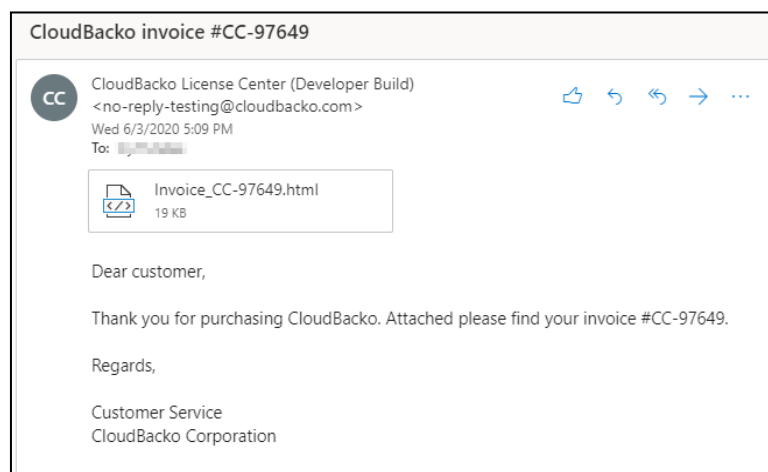 CloudBacko invoice #CC-97649
CC
CloudBacko License Center (Developer Build)
<no-reply-testing@cloudbacko.com>
Wed 6/3/2020 5:09 PM
To:
Invoice_CC-97649.html
19 KB
Dear customer,
Thank you for purchasing CloudBacko. Attached please find your invoice #CC-97649.
Regards,
Customer Service
CloudBacko Corporation